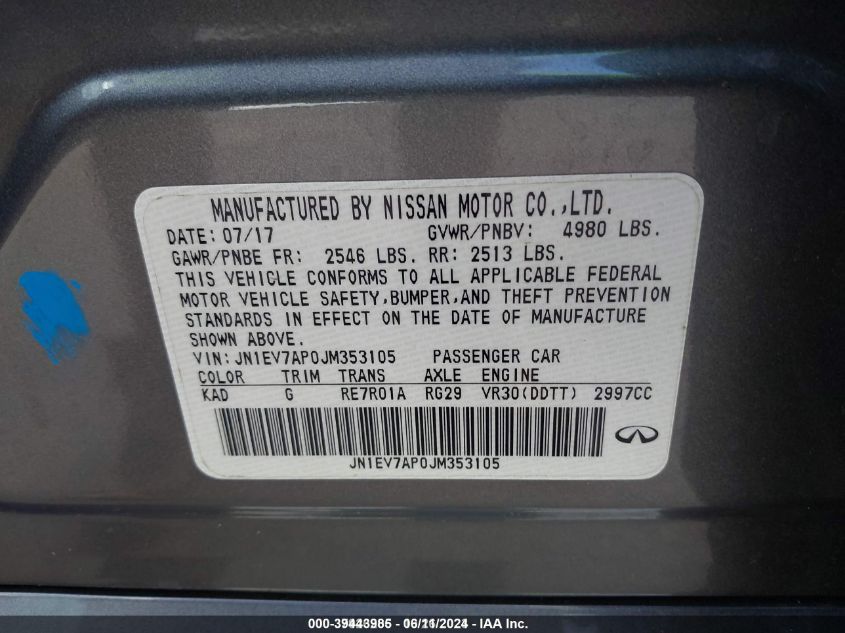 MANUFACTURED BY NISSAN MOTOR CO.,LTD.
DATE: 07/17 GVWR/PNBV: 4980 LBS.
GAWR/PNBE FR: 2546 LBS. RR: 2513 LBS.
THIS VEHICLE CONFORMS TO ALL APPLICABLE FEDERAL
MOTOR VEHICLE SAFETY,BUMPER,AND THEFT PREVENTION
STANDARDS IN EFFECT ON THE DATE OF MANUFACTURE
SHOWN ABOVE.
VIN:JN1EV7AP0JM353105 PASSENGER CAR
COLOR TRIM TRANS AXLE ENGINE
KAD G RE7R01A RG29 VR30(DDTT) 2997CC
JN1EV7AP0JM353105
- IAA Inc.